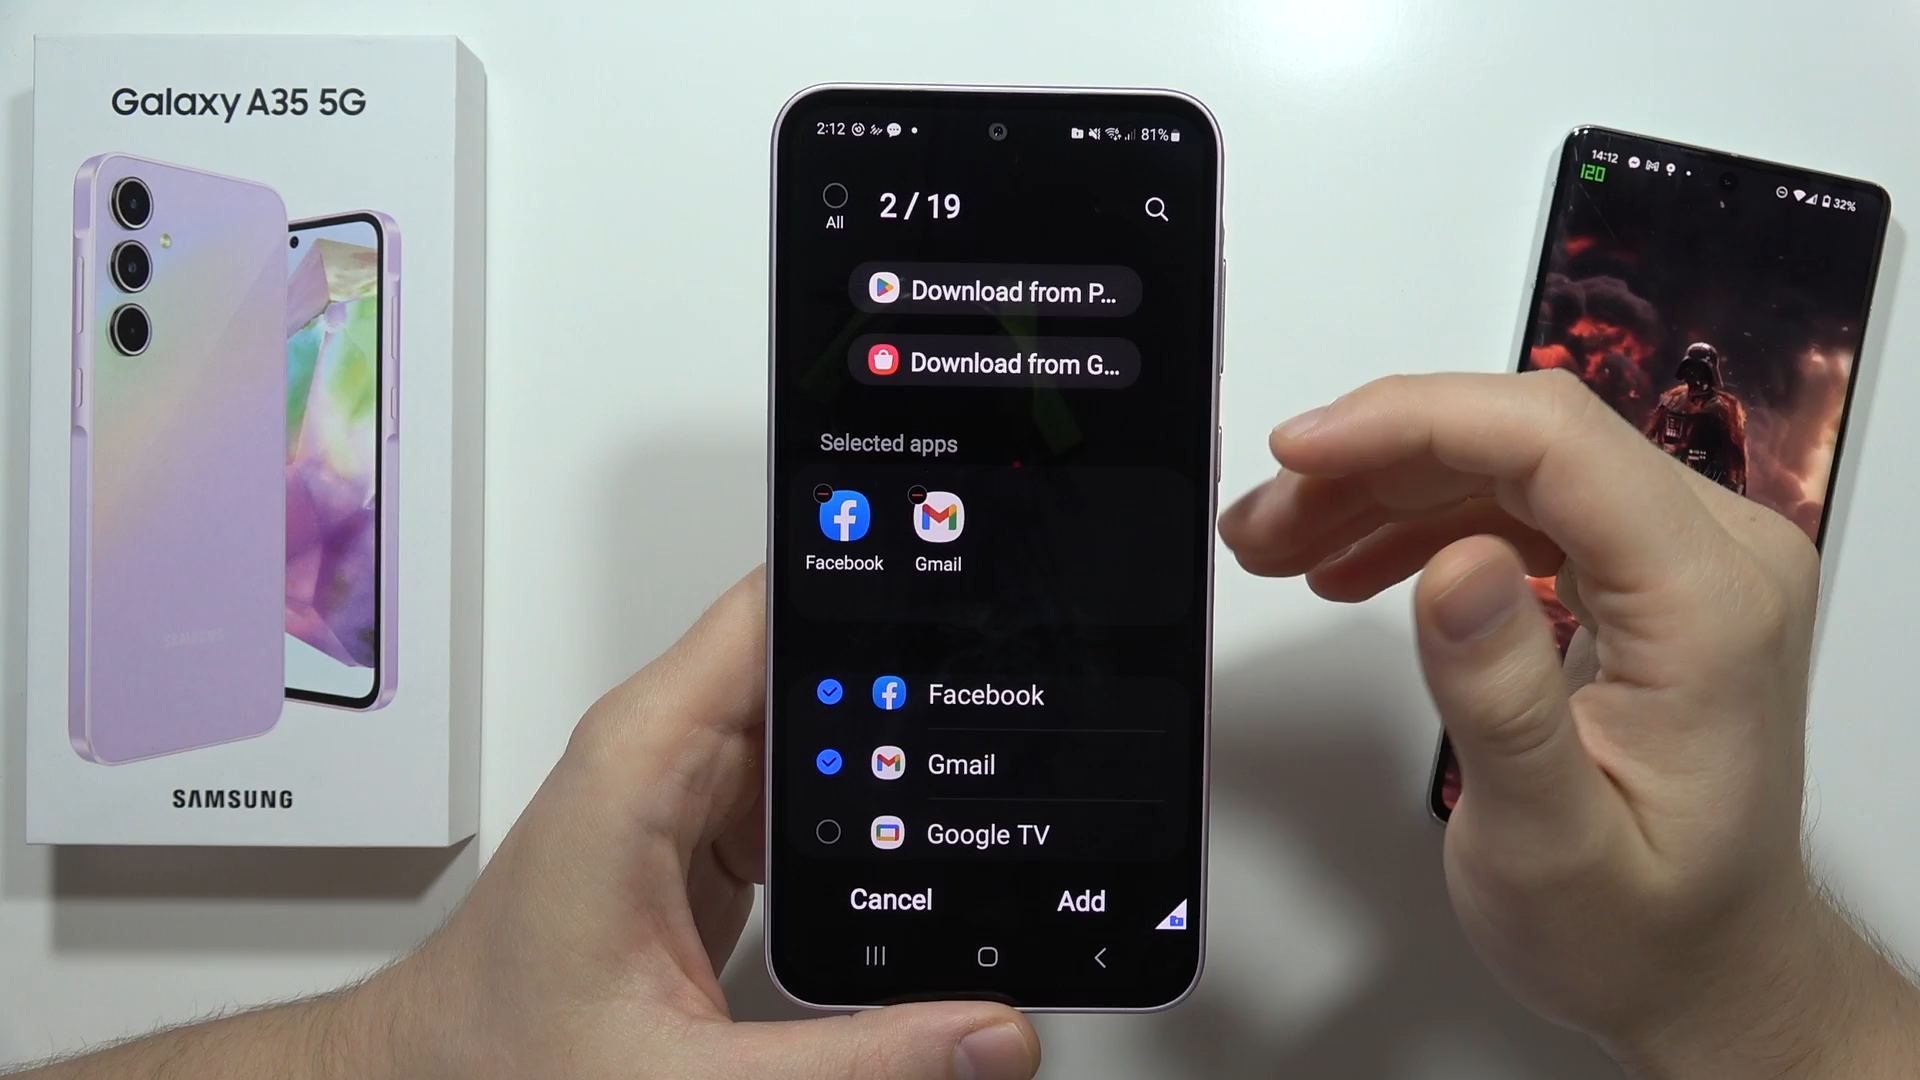 Galaxy A35 5G
SAMSUNG
SAMSUNG
2:12
81%
All
2 / 19
Download from P...
Download from G...
Selected apps
Facebook
Gmail
Facebook
Gmail
Google TV
Cancel
Add
14:12
120
32%